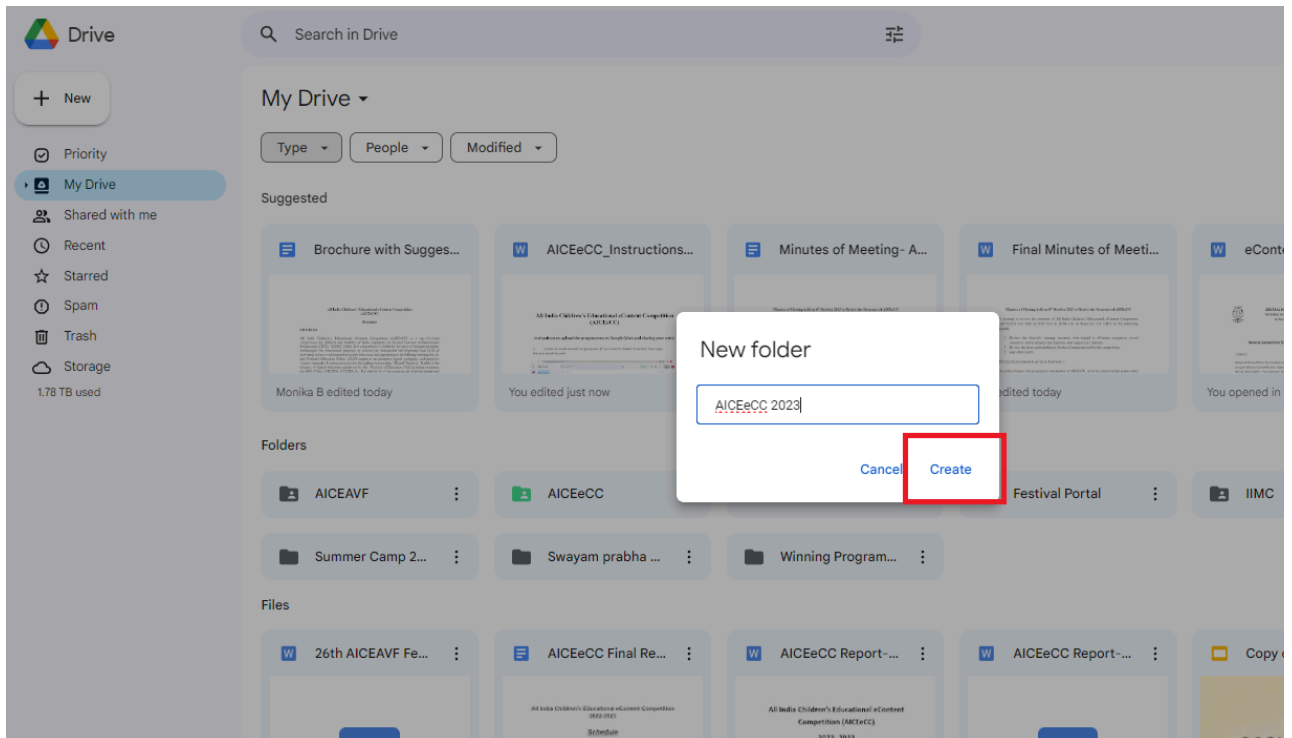 Drive
Search in Drive
New
My Drive
Type
People
Modified
Priority
My Drive
Shared with me
Recent
Starred
Spam
Trash
Storage
1.78 TB used
Suggested
Brochure with Sugges...
AICEeCC_Instructions...
Minutes of Meeting- A...
Final Minutes of Meeti...
All India Children's Educational eContent Competition
(AICEeCC)
Monika B edited today
You edited just now
edited today
You opened in
New folder
AICEeCC 2023
Cancel
Create
Folders
AICEAVF
AICEeCC
Festival Portal
IIMC
Summer Camp 2...
Swayam prabha ...
Winning Program...
Files
26th AICEAVF Fe...
AICEeCC Final Re...
AICEeCC Report-...
AICEeCC Report-...
Copy
All India Children's Educational eContent Competition
Schedule
All India Children's Educational eContent
Competition (AICEeCC)